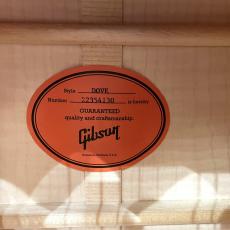 Style DOVE
Number 22354130 is hereby
GUARANTEED
quality and craftsmanship.
Gibson